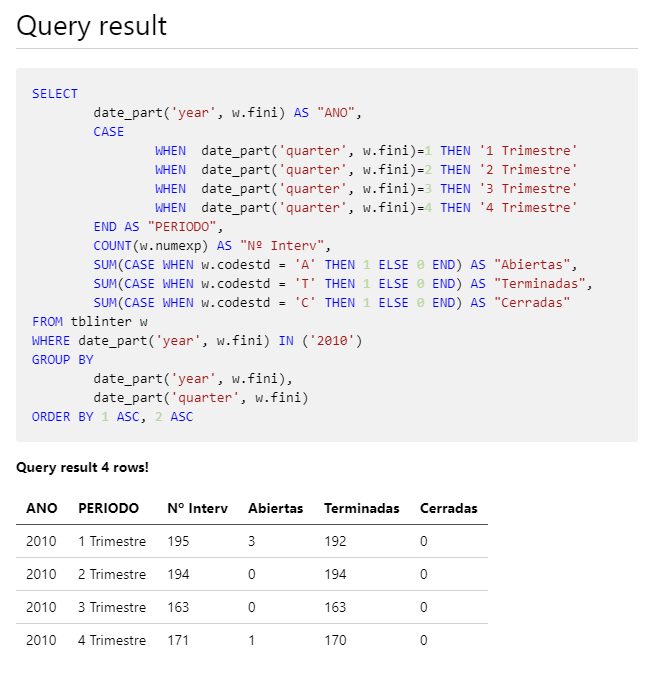 Query result
SELECT
date_part('year', w.fini) AS "ANO",
CASE
WHEN  date_part('quarter', w.fini)=1 THEN '1 Trimestre'
WHEN  date_part('quarter', w.fini)=2 THEN '2 Trimestre'
WHEN  date_part('quarter', w.fini)=3 THEN '3 Trimestre'
WHEN  date_part('quarter', w.fini)=4 THEN '4 Trimestre'
END AS "PERIODO",
COUNT(w.numexp) AS "Nº Interv",
SUM(CASE WHEN w.codestd = 'A' THEN 1 ELSE 0 END) AS "Abiertas",
SUM(CASE WHEN w.codestd = 'T' THEN 1 ELSE 0 END) AS "Terminadas",
SUM(CASE WHEN w.codestd = 'C' THEN 1 ELSE 0 END) AS "Cerradas"
FROM tblinter w
WHERE date_part('year', w.fini) IN ('2010')
GROUP BY
date_part('year', w.fini),
date_part('quarter', w.fini)
ORDER BY 1 ASC, 2 ASC
Query result 4 rows!
ANO PERIODO Nº Interv Abiertas Terminadas Cerradas
2010 1 Trimestre 195 3 192 0
2010 2 Trimestre 194 0 194 0
2010 3 Trimestre 163 0 163 0
2010 4 Trimestre 171 1 170 0